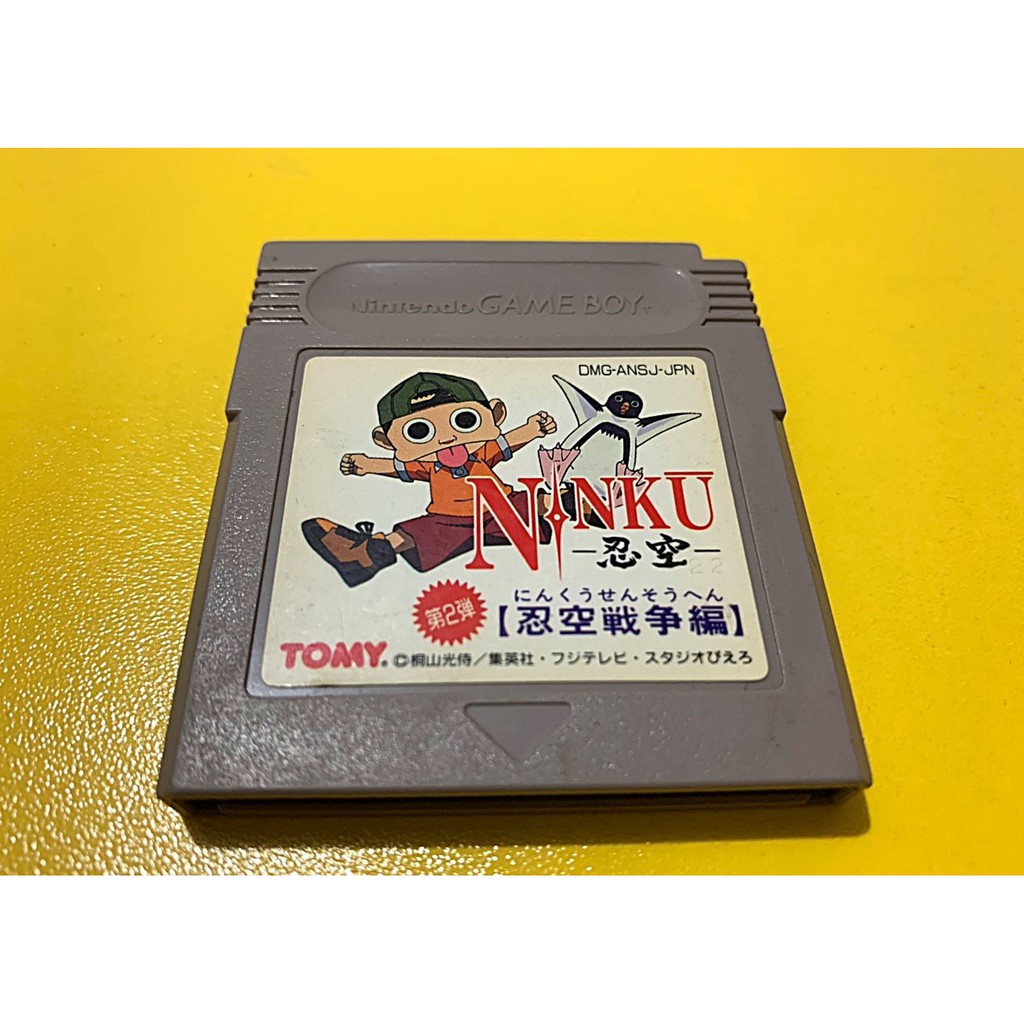 Nintendo GAME BOY
DMG-ANSJ-JPN
NINKŪ
－忍空－
22
にんくうせんそうへん
第2弾
【忍空戦争編】
TOMY® ©桐山光侍／集英社・フジテレビ・スタジオぴえろ